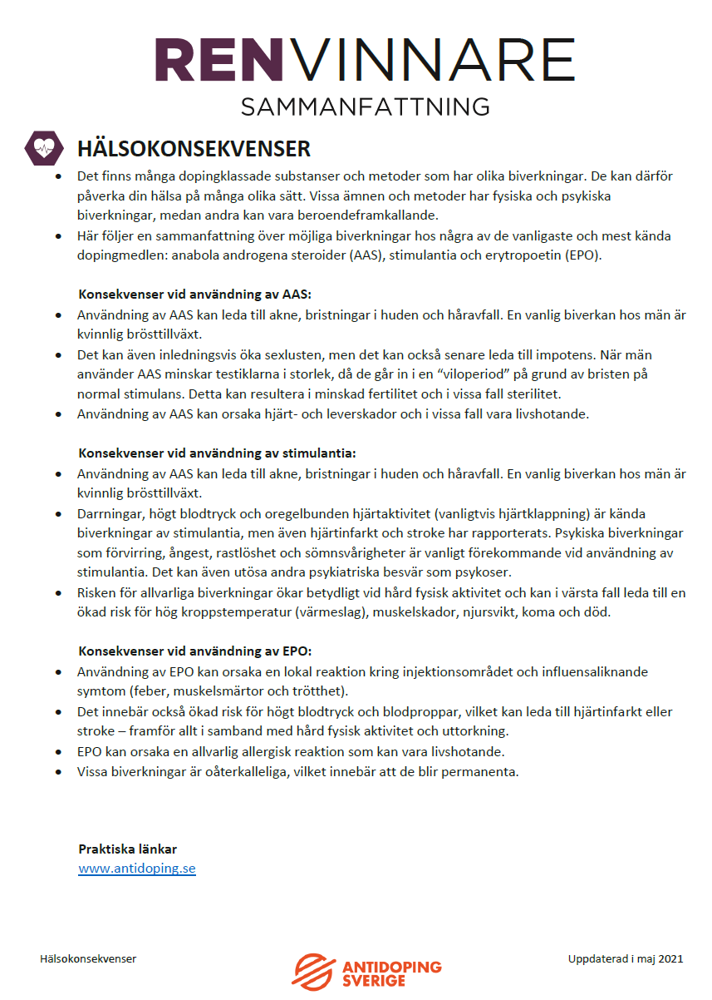 RENVINNARE
SAMMANFATTNING
HÄLSOKONSEKVENSER
• Det finns många dopingklassade substanser och metoder som har olika biverkningar. De kan därför
påverka din hälsa på många olika sätt. Vissa ämnen och metoder har fysiska och psykiska
biverkningar, medan andra kan vara beroendeframkallande.
• Här följer en sammanfattning över möjliga biverkningar hos några av de vanligaste och mest kända
dopingmedlen: anabola androgena steroider (AAS), stimulantia och erytropoetin (EPO).
Konsekvenser vid användning av AAS:
• Användning av AAS kan leda till akne, bristningar i huden och håravfall. En vanlig biverkan hos män är
kvinnlig brösttillväxt.
• Det kan även inledningsvis öka sexlusten, men det kan också senare leda till impotens. När män
använder AAS minskar testiklarna i storlek, då de går in i en “viloperiod” på grund av bristen på
normal stimulans. Detta kan resultera i minskad fertilitet och i vissa fall sterilitet.
• Användning av AAS kan orsaka hjärt- och leverskador och i vissa fall vara livshotande.
Konsekvenser vid användning av stimulantia:
• Användning av AAS kan leda till akne, bristningar i huden och håravfall. En vanlig biverkan hos män är
kvinnlig brösttillväxt.
• Darrningar, högt blodtryck och oregelbunden hjärtaktivitet (vanligtvis hjärtklappning) är kända
biverkningar av stimulantia, men även hjärtinfarkt och stroke har rapporterats. Psykiska biverkningar
som förvirring, ångest, rastlöshet och sömnsvårigheter är vanligt förekommande vid användning av
stimulantia. Det kan även utösa andra psykiatriska besvär som psykoser.
• Risken för allvarliga biverkningar ökar betydligt vid hård fysisk aktivitet och kan i värsta fall leda till en
ökad risk för hög kroppstemperatur (värmeslag), muskelskador, njursvikt, koma och död.
Konsekvenser vid användning av EPO:
• Användning av EPO kan orsaka en lokal reaktion kring injektionsområdet och influensaliknande
symtom (feber, muskelsmärtor och trötthet).
• Det innebär också ökad risk för högt blodtryck och blodproppar, vilket kan leda till hjärtinfarkt eller
stroke – framför allt i samband med hård fysisk aktivitet och uttorkning.
• EPO kan orsaka en allvarlig allergisk reaktion som kan vara livshotande.
• Vissa biverkningar är oåterkalleliga, vilket innebär att de blir permanenta.
Praktiska länkar
www.antidoping.se
Hälsokonsekvenser
ANTIDOPING
SVERIGE
Uppdaterad i maj 2021